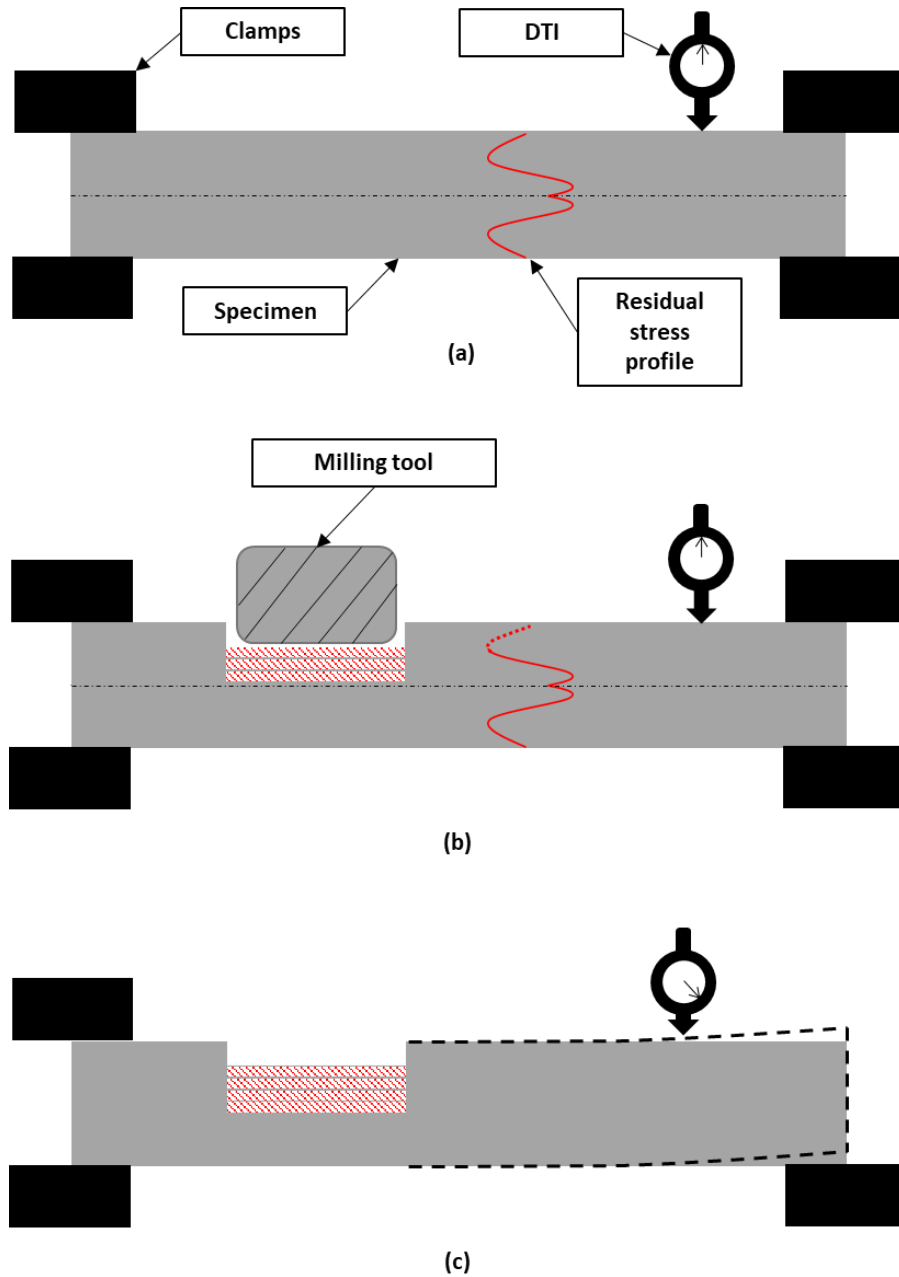 Clamps
DTI
Specimen
Residual
stress
profile
(a)
Milling tool
(b)
(c)